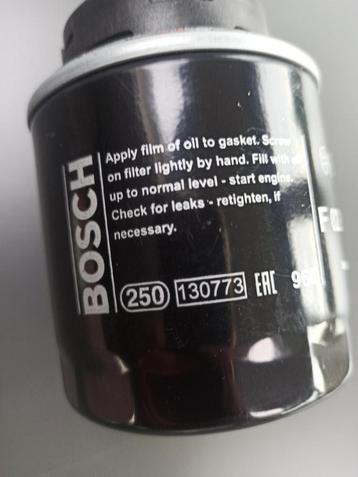 BOSCH
Apply film of oil to gasket. Screw
on filter lightly by hand. Fill with
up to normal level - start engine.
Check for leaks - retighten, if
necessary.
250 130773 EAC
F